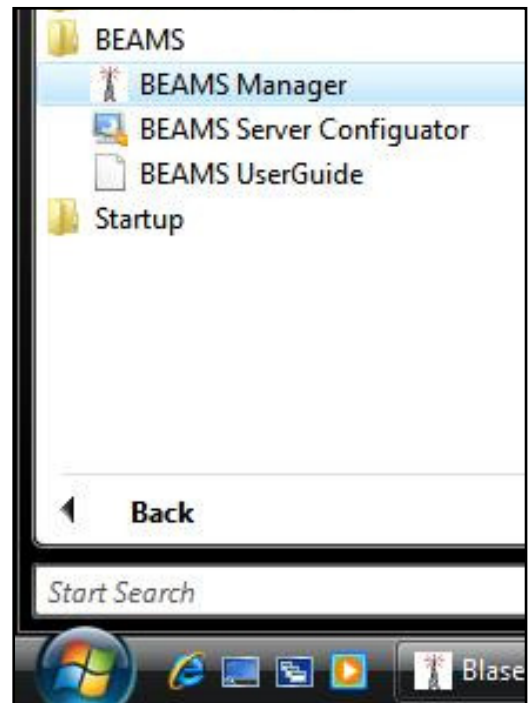 BEAMS
BEAMS Manager
BEAMS Server Configuator
BEAMS UserGuide
Startup
Back
Start Search
Blase